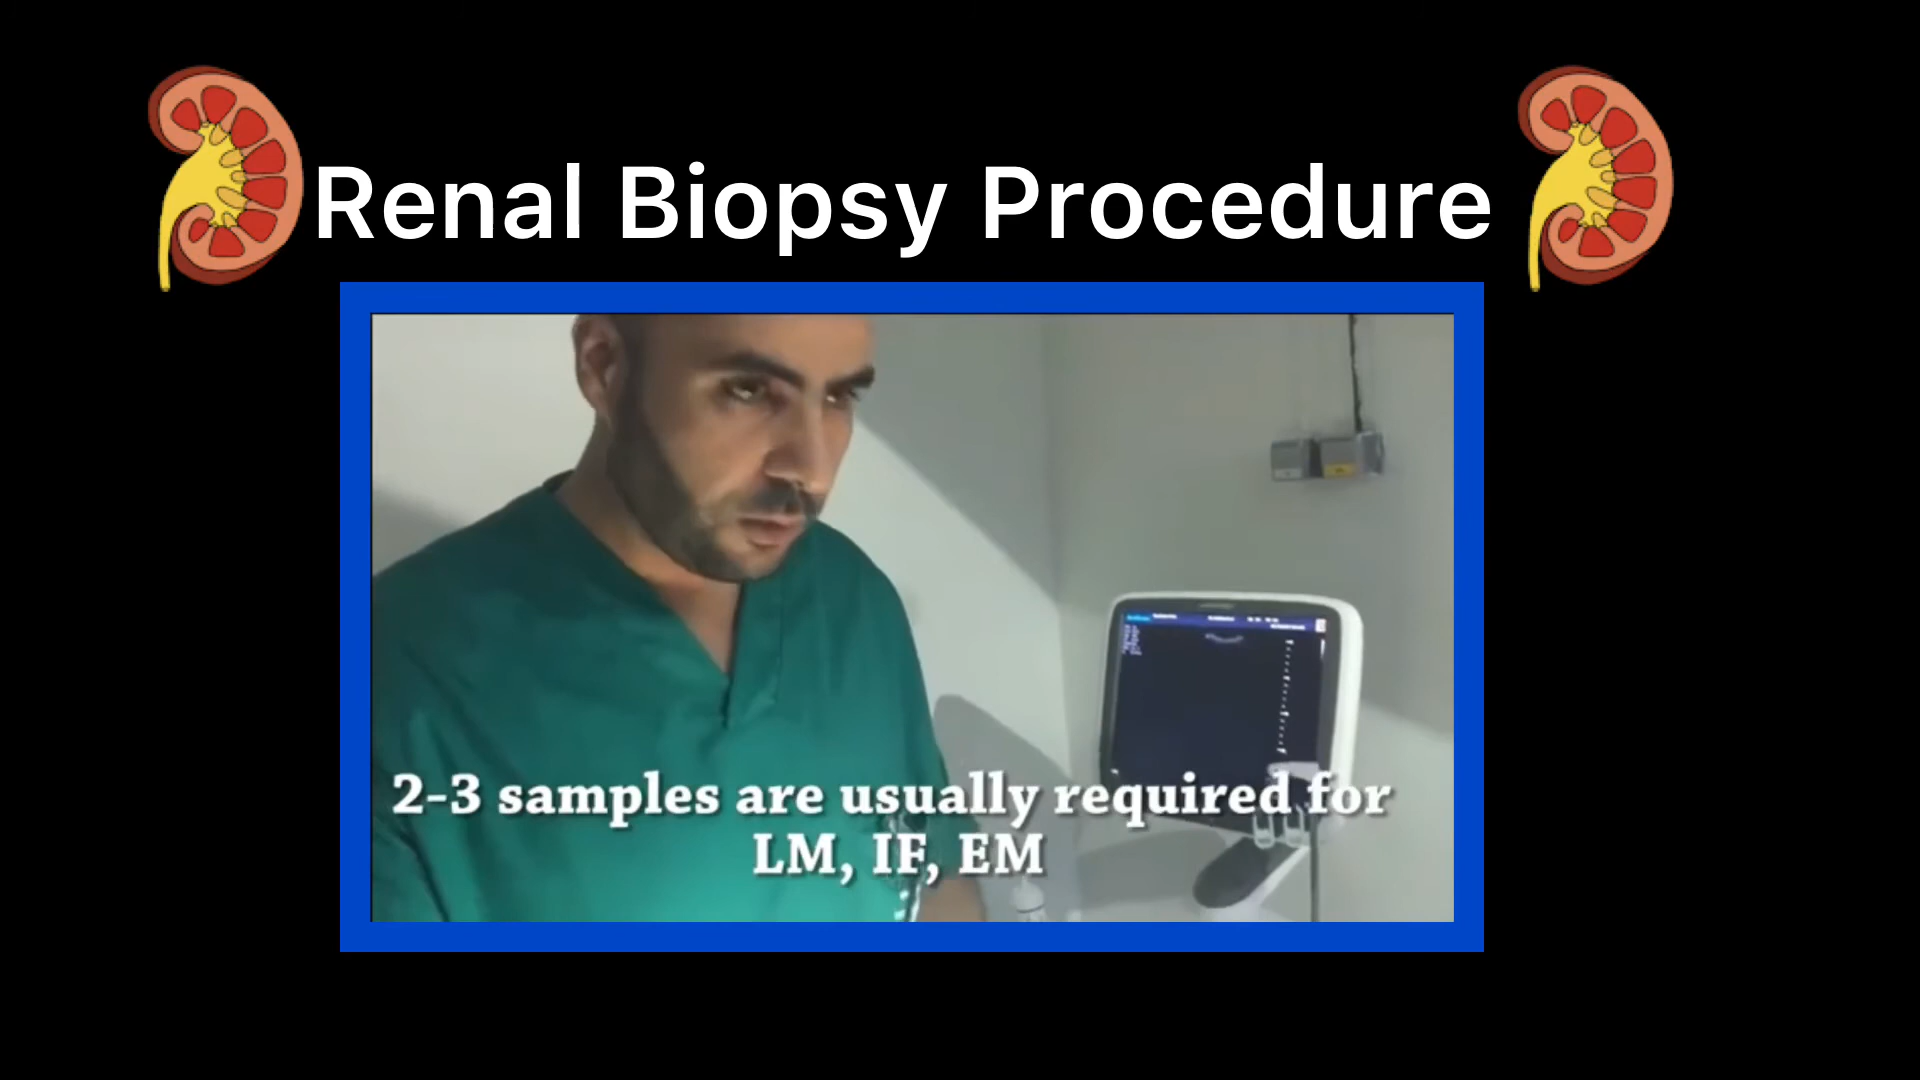 Renal Biopsy Procedure
2-3 samples are usually required for
LM, IF, EM